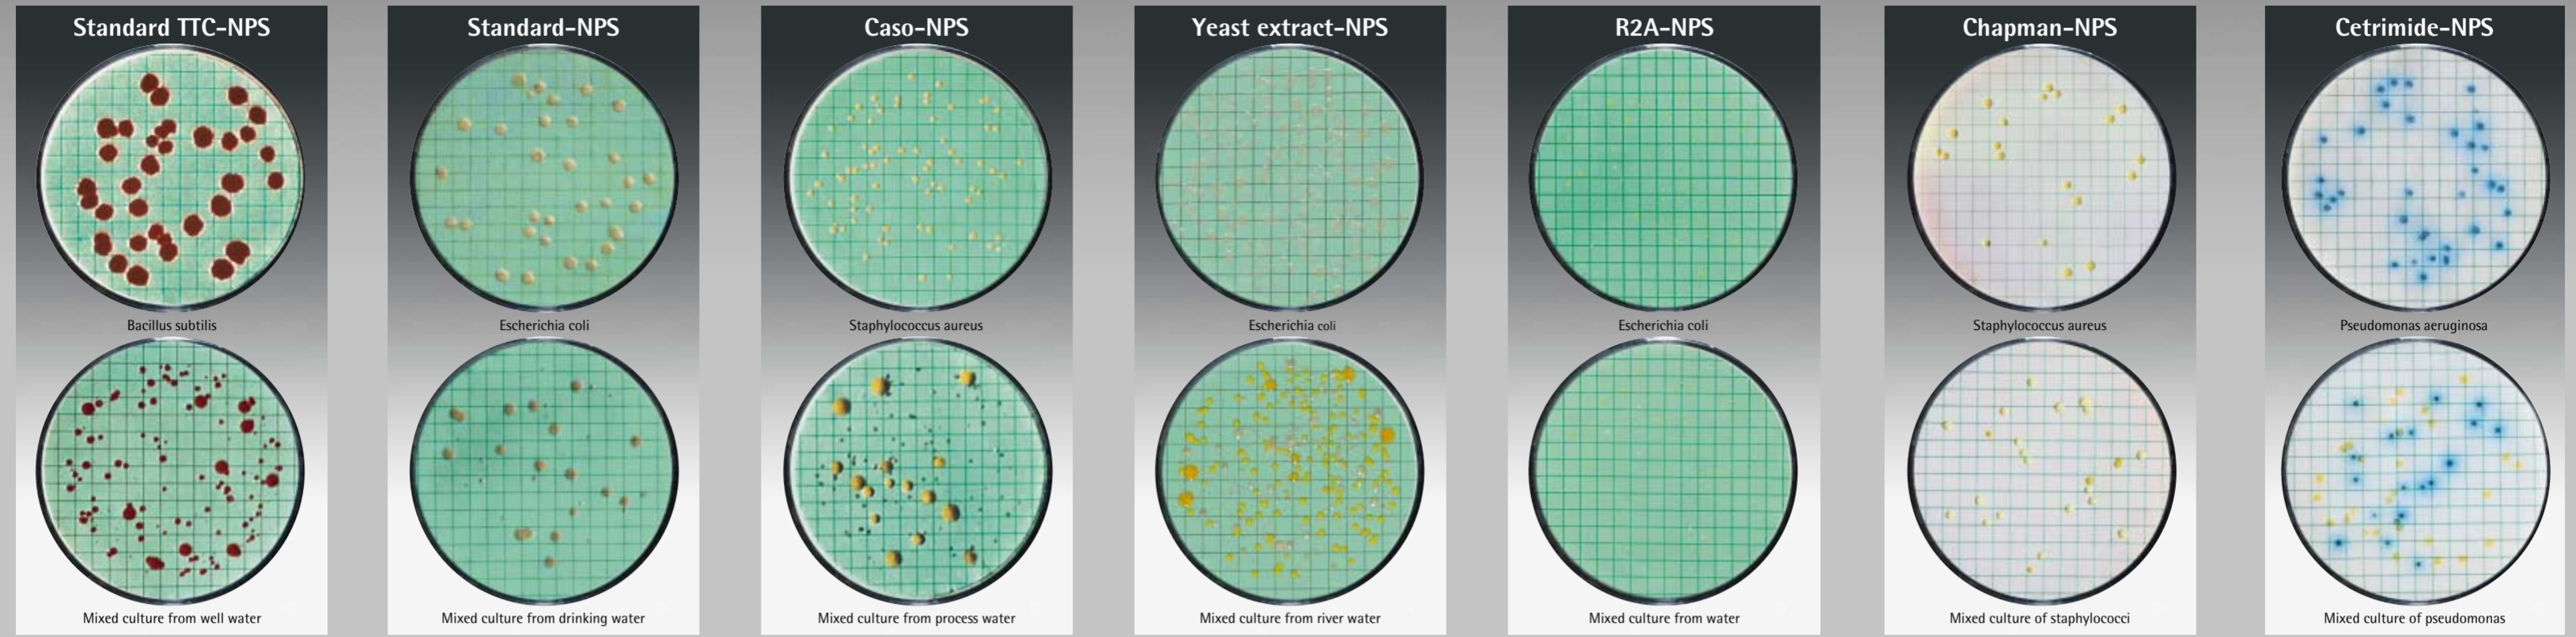 Standard TTC-NPS
Bacillus subtilis
Mixed culture from well water
Standard-NPS
Escherichia coli
Mixed culture from drinking water
Caso-NPS
Staphylococcus aureus
Mixed culture from process water
Yeast extract-NPS
Escherichia coli
Mixed culture from river water
R2A-NPS
Escherichia coli
Mixed culture from water
Chapman-NPS
Staphylococcus aureus
Mixed culture of staphylococci
Cetrimide-NPS
Pseudomonas aeruginosa
Mixed culture of pseudomonas